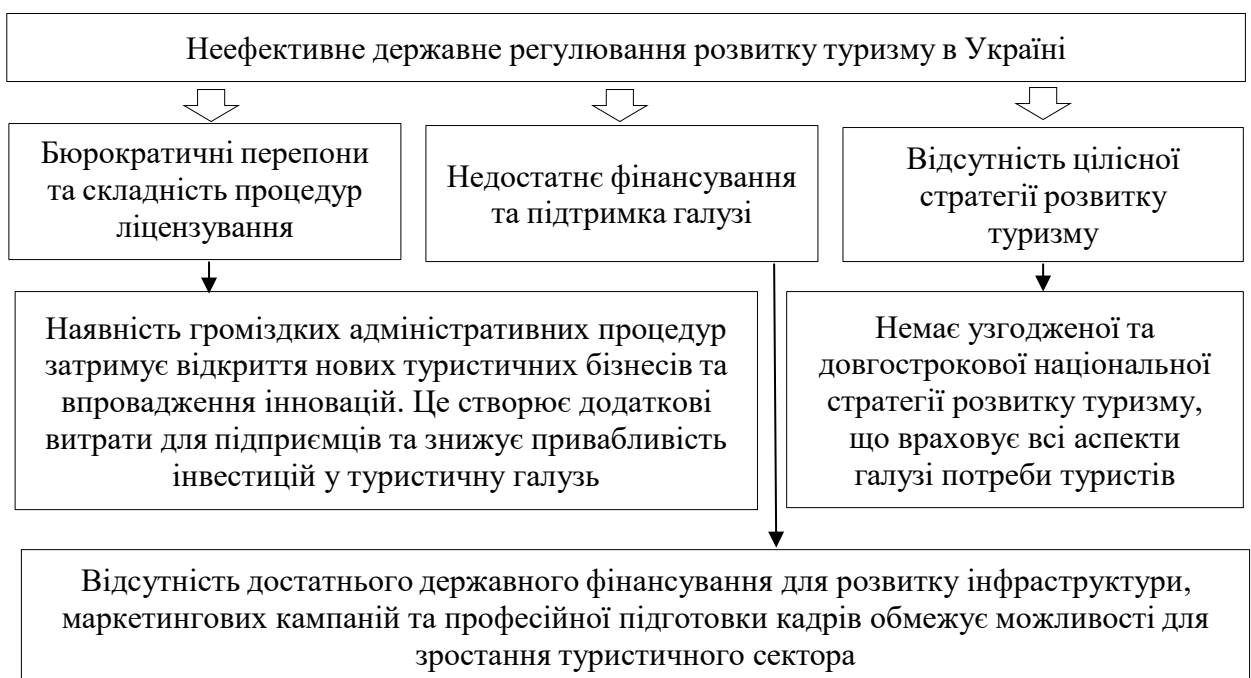 Неефективне державне регулювання розвитку туризму в Україні
Бюрократичні перепони
та складність процедур
ліцензування
Недостатнє фінансування
та підтримка галузі
Відсутність цілісної
стратегії розвитку
туризму
Наявність громіздких адміністративних процедур
затримує відкриття нових туристичних бізнесів та
впровадження інновацій. Це створює додаткові
витрати для підприємців та знижує привабливість
інвестицій у туристичну галузь
Немає узгодженої та
довгострокової національної
стратегії розвитку туризму,
що враховує всі аспекти
галузі потреби туристів
Відсутність достатнього державного фінансування для розвитку інфраструктури,
маркетингових кампаній та професійної підготовки кадрів обмежує можливості для
зростання туристичного сектора